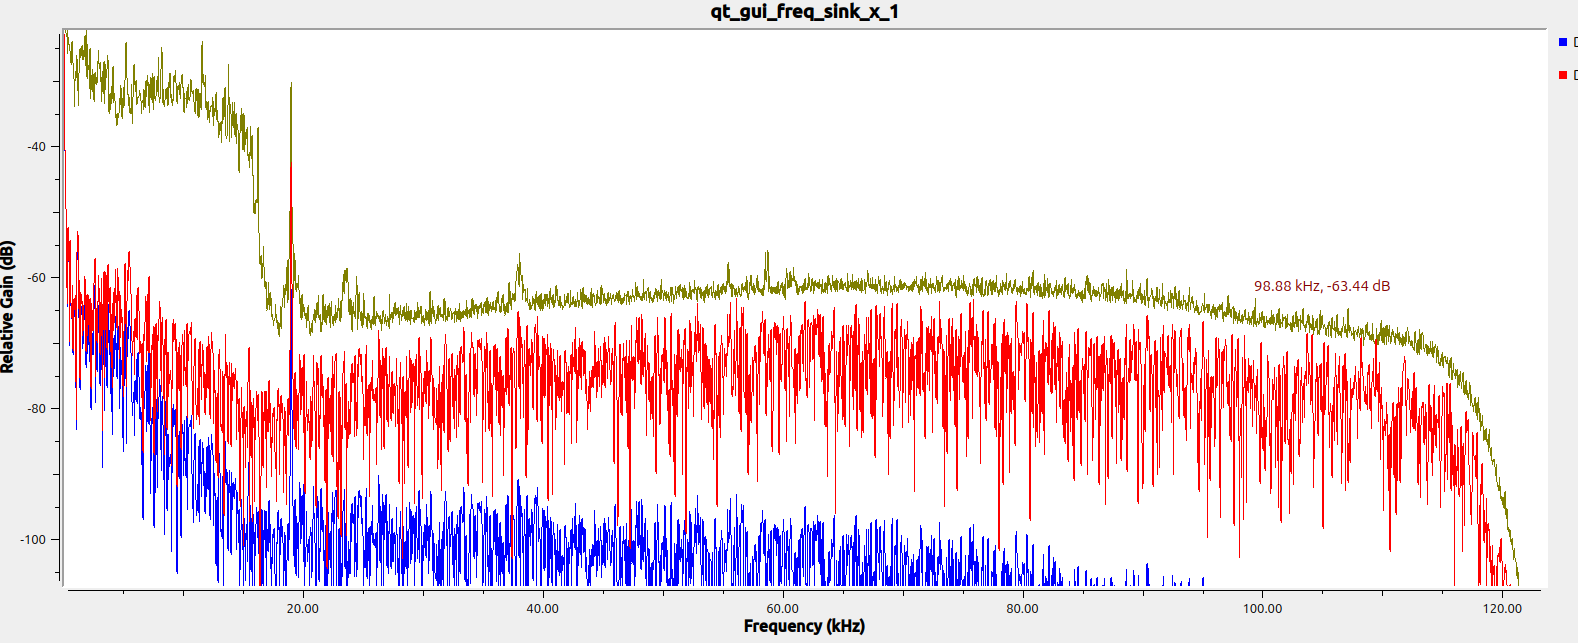 qt_gui_freq_sink_x_1
D
D
Relative Gain (dB)
-40
-60
-80
-100
98.88 kHz, -63.44 dB
20.00
40.00
60.00
80.00
100.00
120.00
Frequency (kHz)